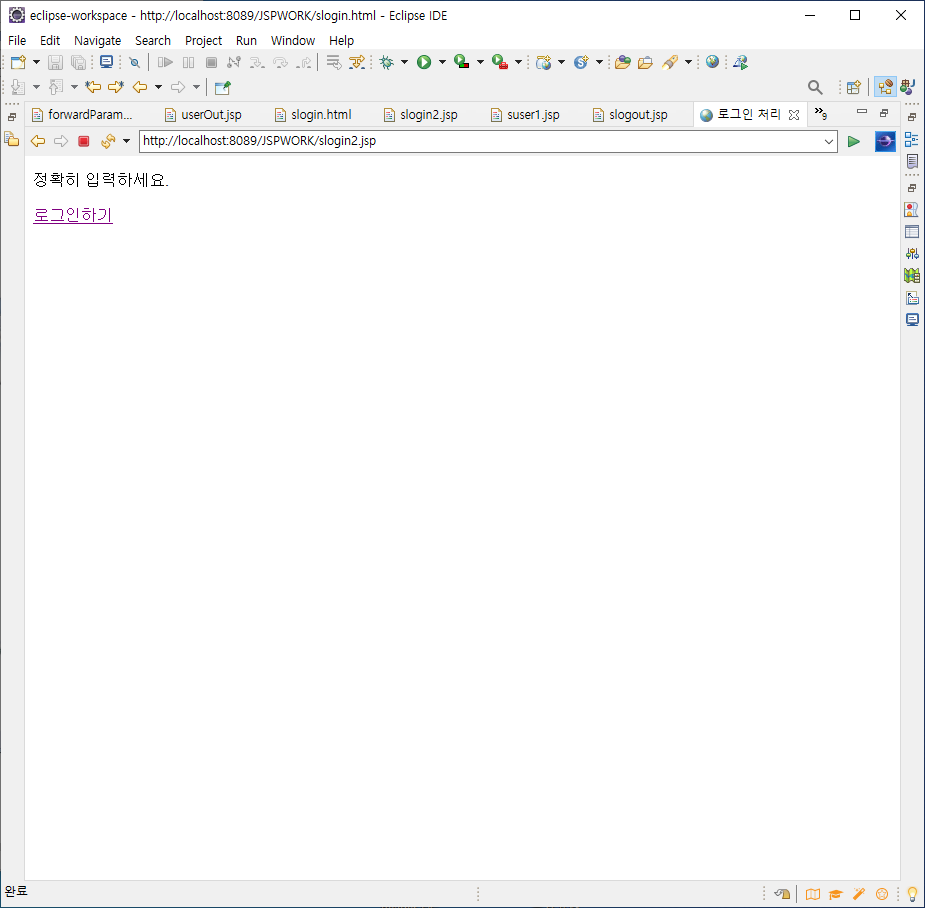 eclipse-workspace - http://localhost:8089/JSPWORK/slogin.html - Eclipse IDE
File Edit Navigate Search Project Run Window Help
forwardParam... userOut.jsp slogin.html slogin2.jsp suser1.jsp slogout.jsp 로그인 처리 »9
http://localhost:8089/JSPWORK/slogin2.jsp
정확히 입력하세요.
로그인하기
완료